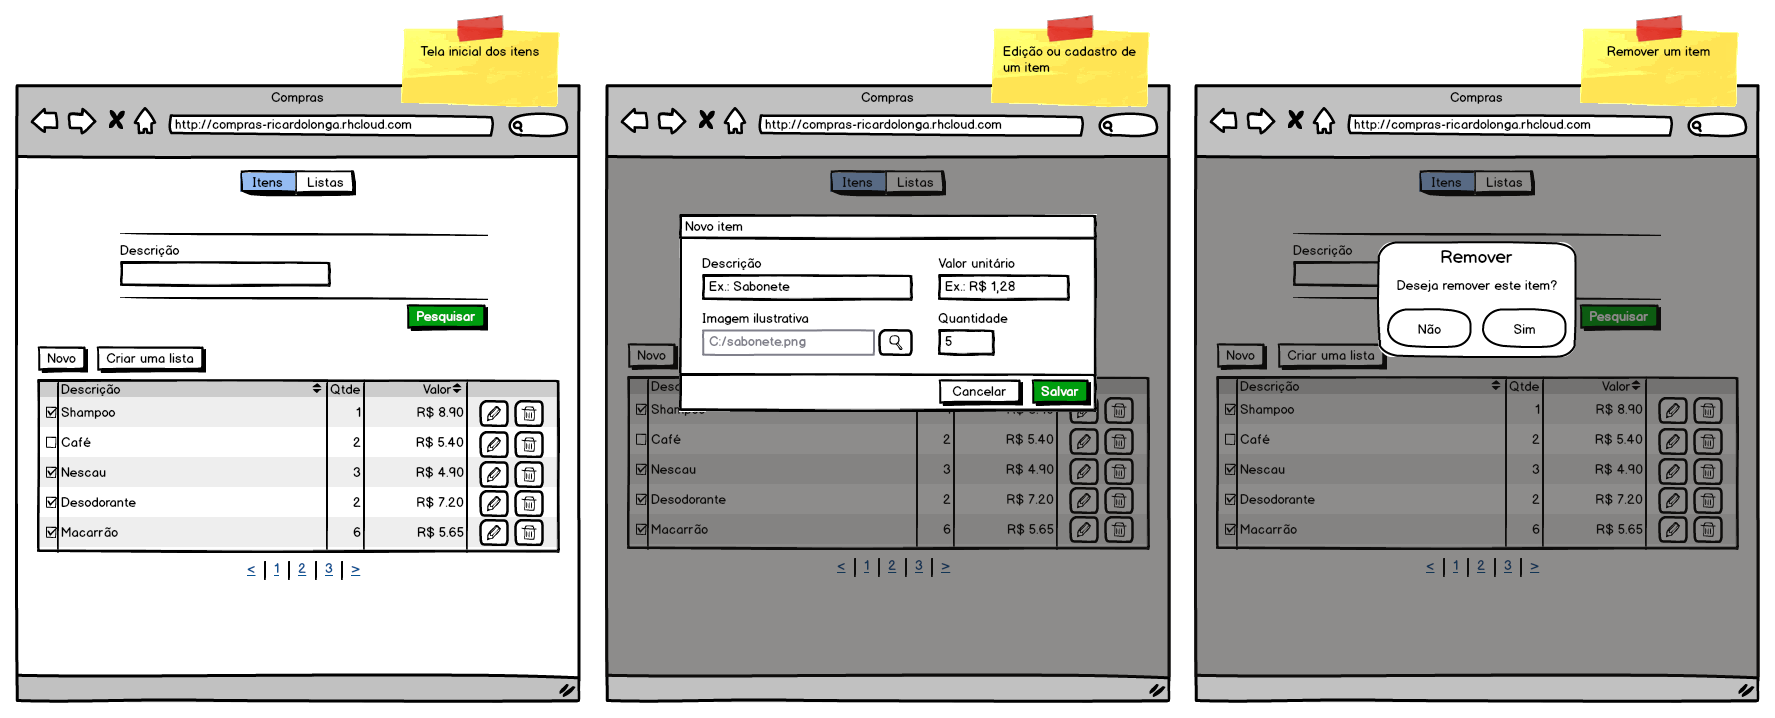 Tela inicial dos itens
Compras
http://compras-ricardolonga.rhcloud.com
Itens Listas
Descrição
Pesquisar
Novo Criar uma lista
Descrição Qtde Valor
Shampoo 1 R$ 8.90
Café 2 R$ 5.40
Nescau 3 R$ 4.90
Desodorante 2 R$ 7.20
Macarrão 6 R$ 5.65
< | 1 | 2 | 3 | >
Edição ou cadastro de
um item
Compras
http://compras-ricardolonga.rhcloud.com
Itens Listas
Novo item
Descrição Valor unitário
Ex.: Sabonete Ex.: R$ 1,28
Imagem ilustrativa Quantidade
C:/sabonete.png 5
Cancelar Salvar
Novo
Café 2 R$ 5.40
Nescau 3 R$ 4.90
Desodorante 2 R$ 7.20
Macarrão 6 R$ 5.65
< | 1 | 2 | 3 | >
Remover um item
Compras
http://compras-ricardolonga.rhcloud.com
Itens Listas
Descrição
Remover
Deseja remover este item?
Não Sim
Pesquisar
Novo Criar uma lista
Descrição Qtde Valor
Shampoo 1 R$ 8.90
Café 2 R$ 5.40
Nescau 3 R$ 4.90
Desodorante 2 R$ 7.20
Macarrão 6 R$ 5.65
< | 1 | 2 | 3 | >